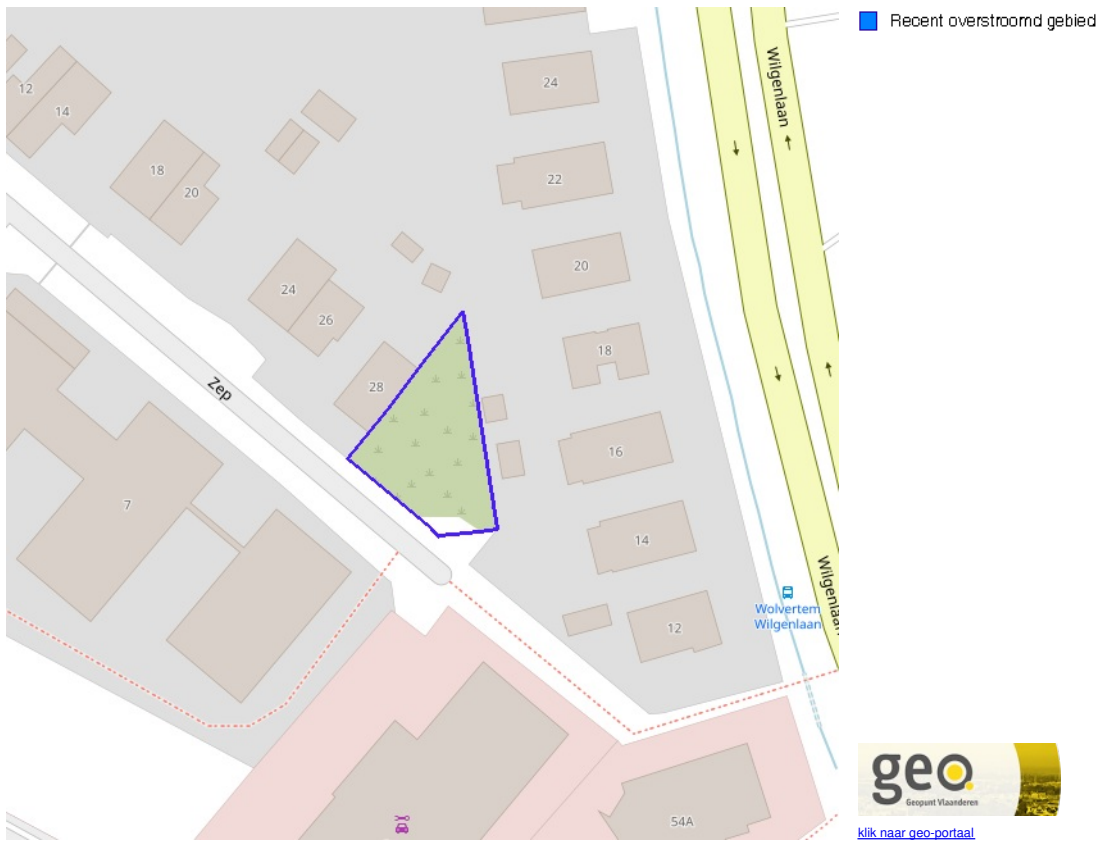 Recent overstroomd gebied
Wilgenlaan
24
12
14
22
18
20
20
24
26
18
28
Zep
16
7
14
Wilgenlaan
Wolvertem
Wilgenlaan
12
54A
geo.
Geopunt Vlaanderen
klik naar geo-portaal